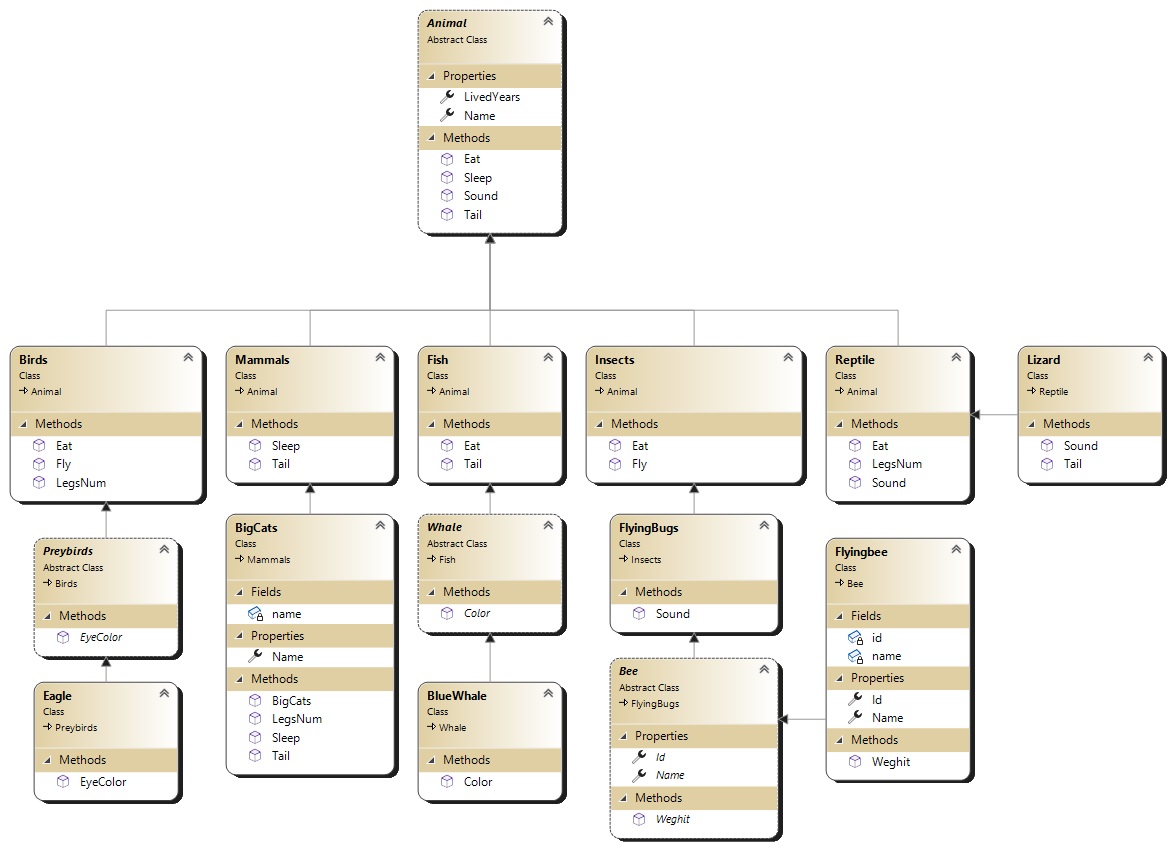 Animal
Abstract Class
Properties
LivedYears
Name
Methods
Eat
Sleep
Sound
Tail
Birds
Class
Animal
Methods
Eat
Fly
LegsNum
Mammals
Class
Animal
Methods
Sleep
Tail
Fish
Class
Animal
Methods
Eat
Tail
Insects
Class
Animal
Methods
Eat
Fly
Reptile
Class
Animal
Methods
Eat
LegsNum
Sound
Lizard
Class
Reptile
Methods
Sound
Tail
Preybirds
Abstract Class
Birds
Methods
EyeColor
BigCats
Class
Mammals
Fields
name
Properties
Name
Methods
BigCats
LegsNum
Sleep
Tail
Whale
Abstract Class
Fish
Methods
Color
FlyingBugs
Class
Insects
Methods
Sound
Flyingbee
Class
Bee
Fields
id
name
Properties
Id
Name
Methods
Weghit
Eagle
Class
Preybirds
Methods
EyeColor
BlueWhale
Class
Whale
Methods
Color
Bee
Abstract Class
FlyingBugs
Properties
Id
Name
Methods
Weghit